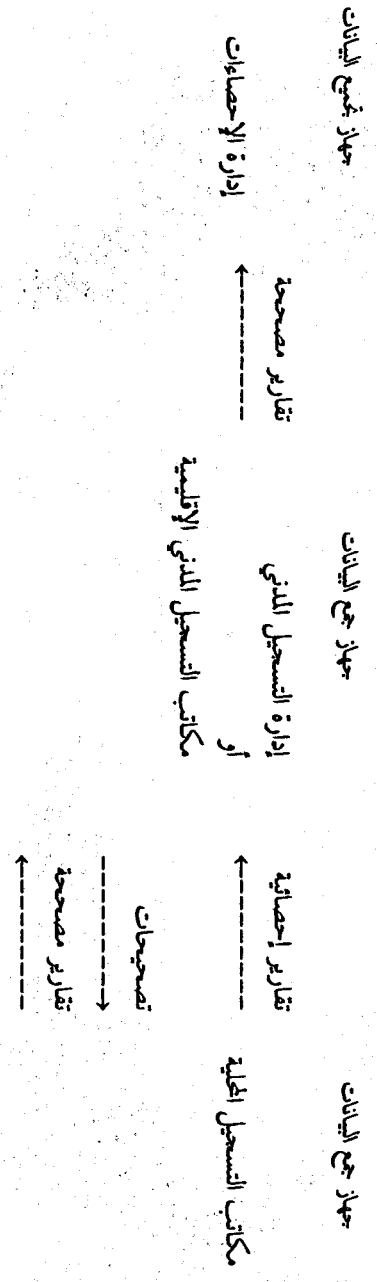 جهاز جمع البيانات
مكاتب التسجيل المحلية
تقارير إحصائية
تصحيحات
تقارير مصححة
جهاز جمع البيانات
إدارة التسجيل المدني
أو
مكاتب التسجيل المدني الإقليمية
تقارير مصححة
جهاز تجميع البيانات
إدارة الإحصاءات